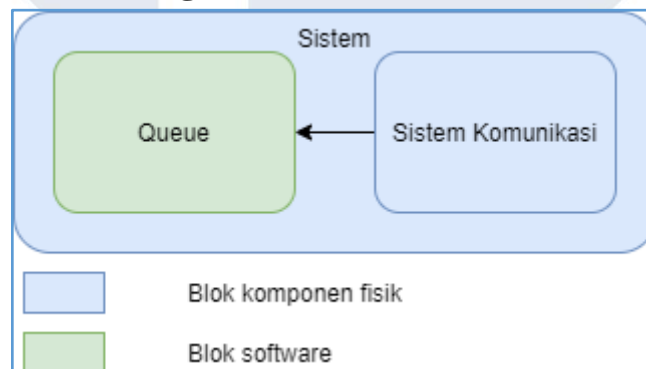 Sistem
Queue
Sistem Komunikasi
Blok komponen fisik
Blok software